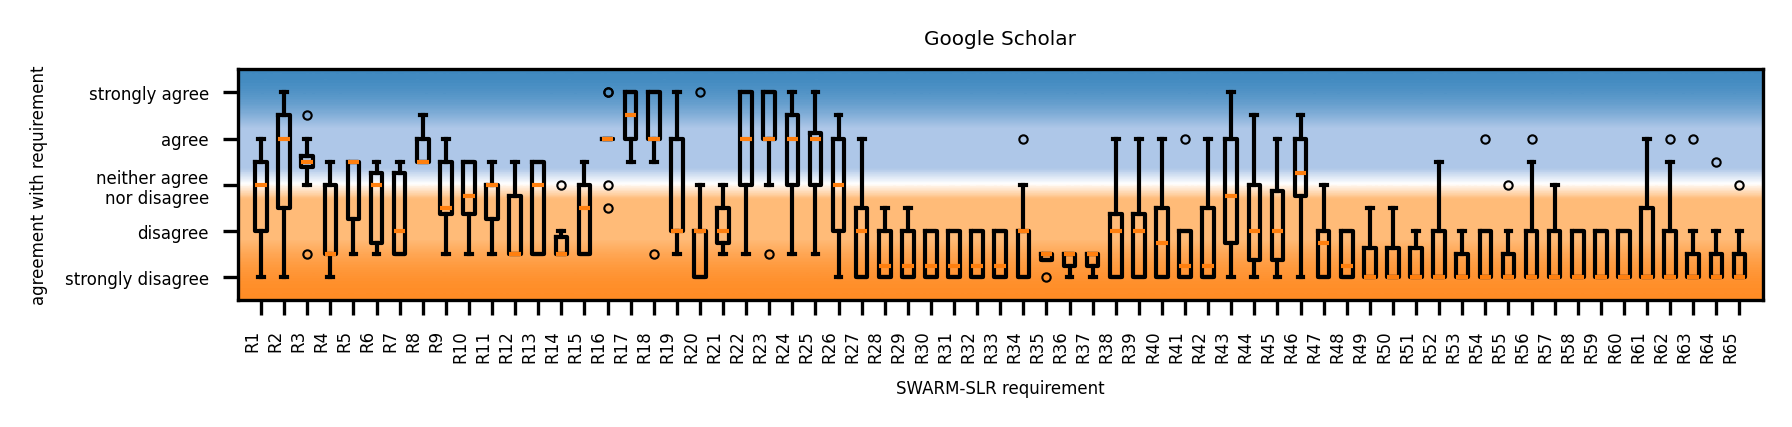 Google Scholar
agreement with requirement
strongly agree
agree
neither agree
nor disagree
disagree
strongly disagree
R1 R2 R3 R4 R5 R6 R7 R8 R9 R10 R11 R12 R13 R14 R15 R16 R17 R18 R19 R20 R21 R22 R23 R24 R25 R26 R27 R28 R29 R30 R31 R32 R33 R34 R35 R36 R37 R38 R39 R40 R41 R42 R43 R44 R45 R46 R47 R48 R49 R50 R51 R52 R53 R54 R55 R56 R57 R58 R59 R60 R61 R62 R63 R64 R65
SWARM-SLR requirement